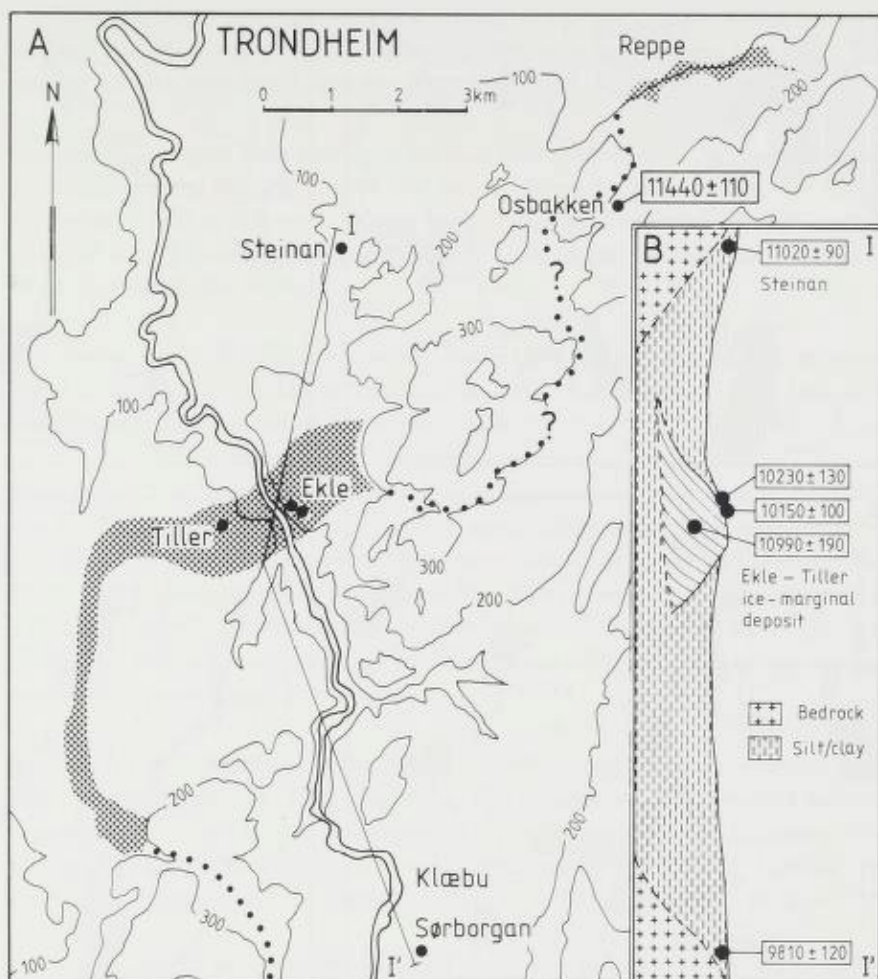 A
TRONDHEIM
Reppe
N
0 1 2 3km
100
200
100
11440±110
Osbakken
I
Steinan
200
?
300
100
?
Ekle
Tiller
300
200
200
200
300
100
Klæbu
Sørborgan
I'
B
11020±90
I
Steinan
10230±130
10150±100
10990±190
Ekle – Tiller
ice-marginal
deposit
Bedrock
Silt/clay
9810±120
I'